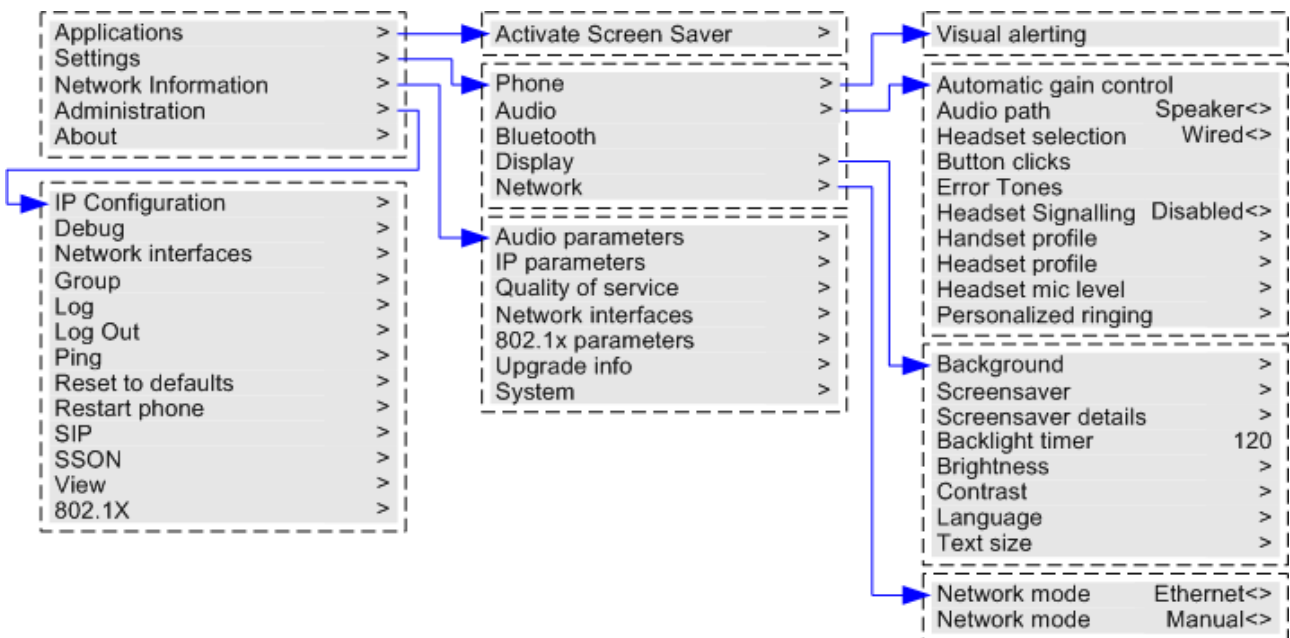 Applications >
Settings >
Network Information >
Administration >
About >
IP Configuration >
Debug >
Network interfaces >
Group >
Log >
Log Out >
Ping >
Reset to defaults >
Restart phone >
SIP >
SSON >
View >
802.1X >
Activate Screen Saver >
Phone >
Audio >
Bluetooth
Display >
Network >
Audio parameters >
IP parameters >
Quality of service >
Network interfaces >
802.1x parameters >
Upgrade info >
System >
Visual alerting
Automatic gain control
Audio path Speaker<>
Headset selection Wired<>
Button clicks
Error Tones
Headset Signalling Disabled<>
Handset profile >
Headset profile >
Headset mic level >
Personalized ringing >
Background >
Screensaver >
Screensaver details >
Backlight timer 120
Brightness >
Contrast >
Language >
Text size >
Network mode Ethernet<>
Network mode Manual<>